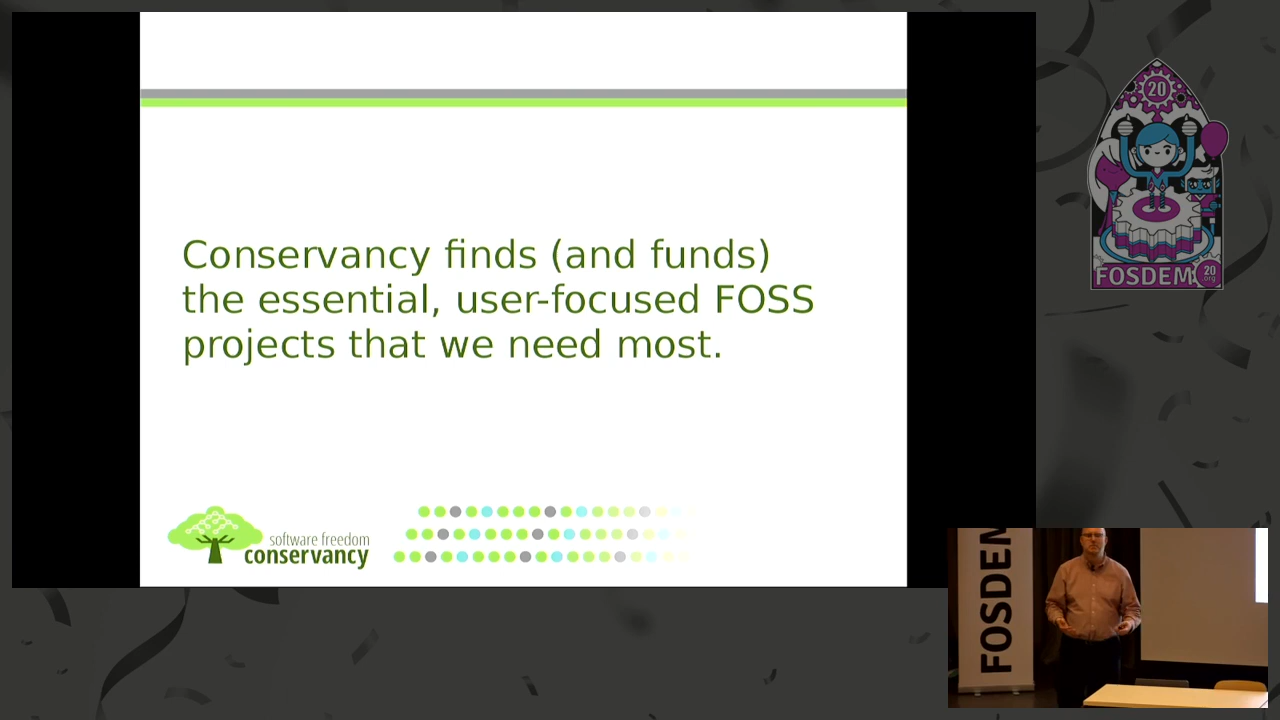 Conservancy finds (and funds)
the essential, user-focused FOSS
projects that we need most.
software freedom
conservancy
20
FOSDEM
20
org
FOSDEM